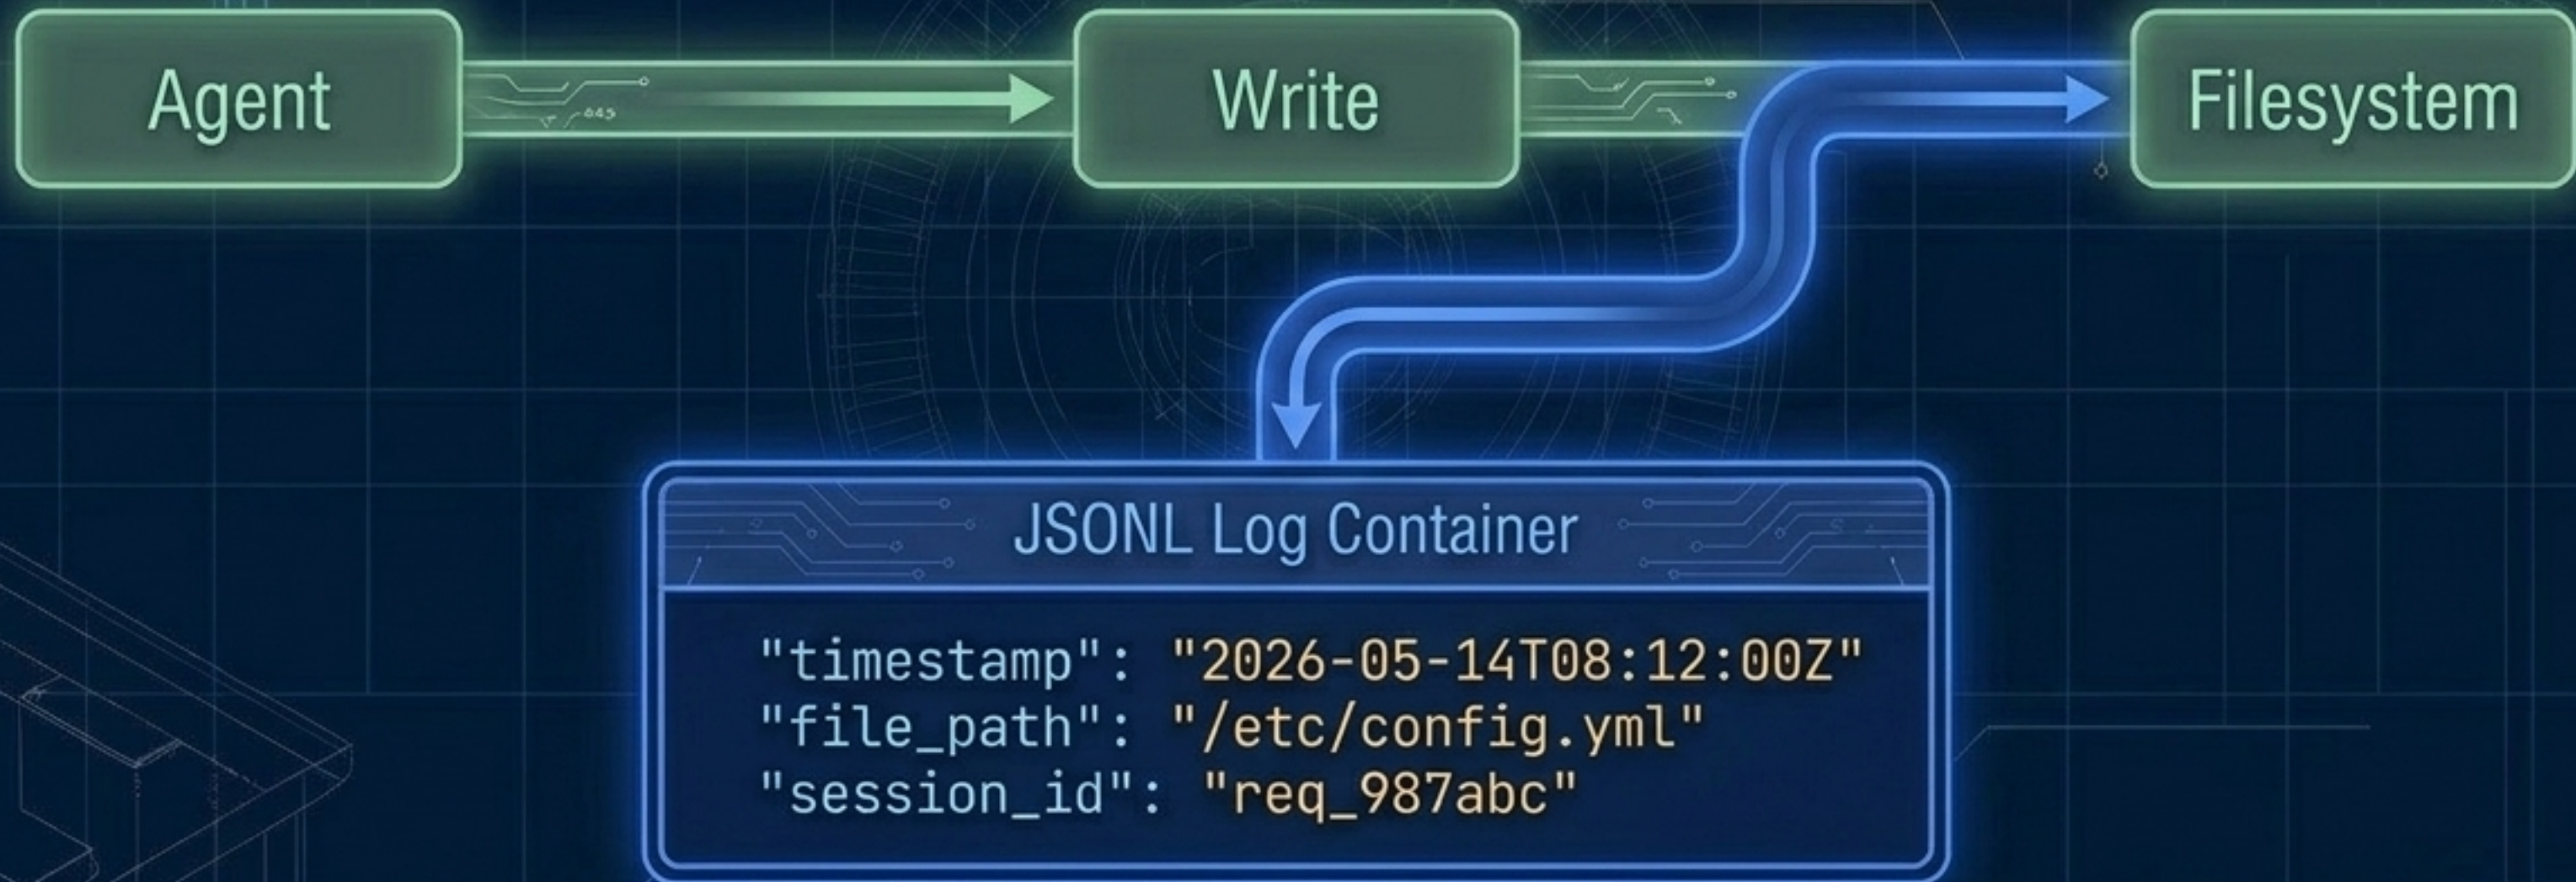 Agent
Write
Filesystem
JSONL Log Container
"timestamp": "2026-05-14T08:12:00Z"
"file_path": "/etc/config.yml"
"session_id": "req_987abc"